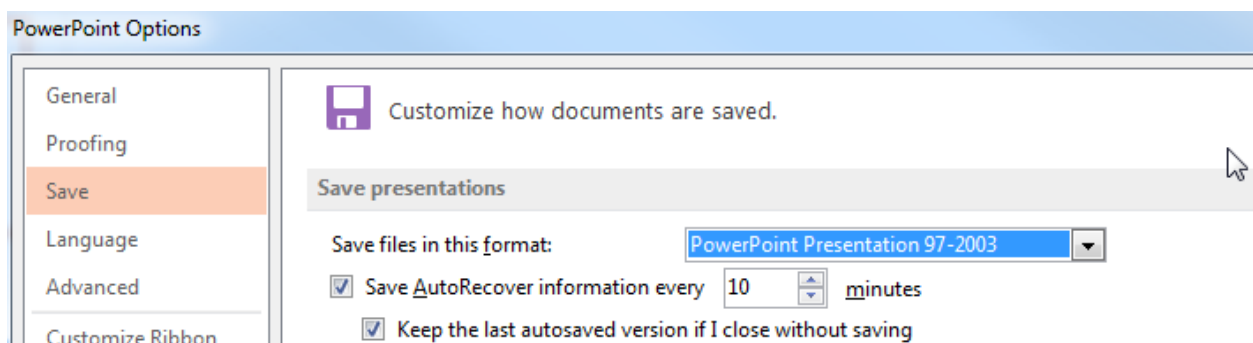 PowerPoint Options
General
Proofing
Save
Language
Advanced
Customize Ribbon
Customize how documents are saved.
Save presentations
Save files in this format: PowerPoint Presentation 97-2003
Save AutoRecover information every 10 minutes
Keep the last autosaved version if I close without saving